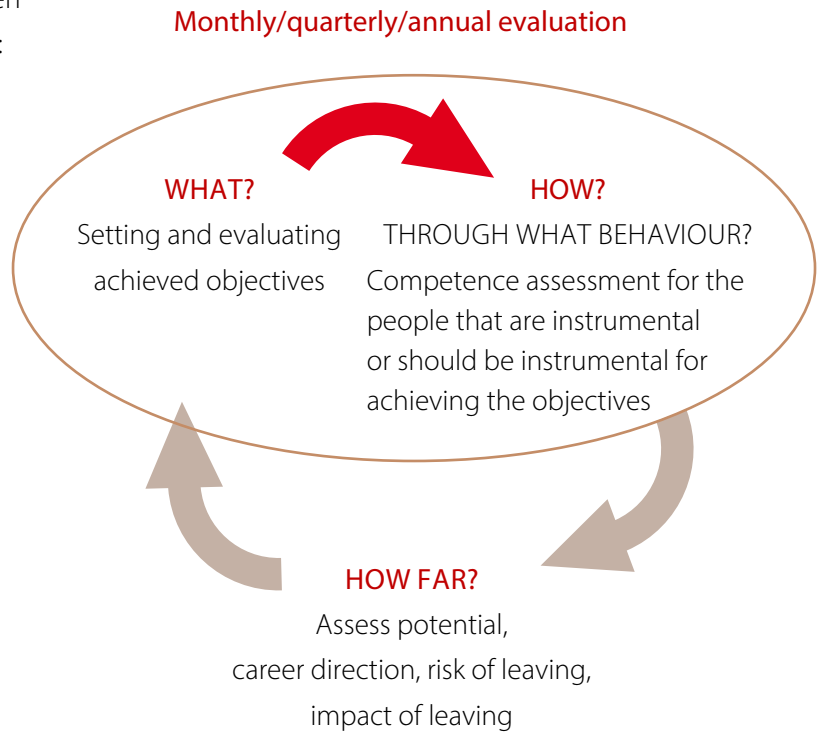 :
Monthly/quarterly/annual evaluation
WHAT?
Setting and evaluating
achieved objectives
HOW?
THROUGH WHAT BEHAVIOUR?
Competence assessment for the
people that are instrumental
or should be instrumental for
achieving the objectives
HOW FAR?
Assess potential,
career direction, risk of leaving,
impact of leaving